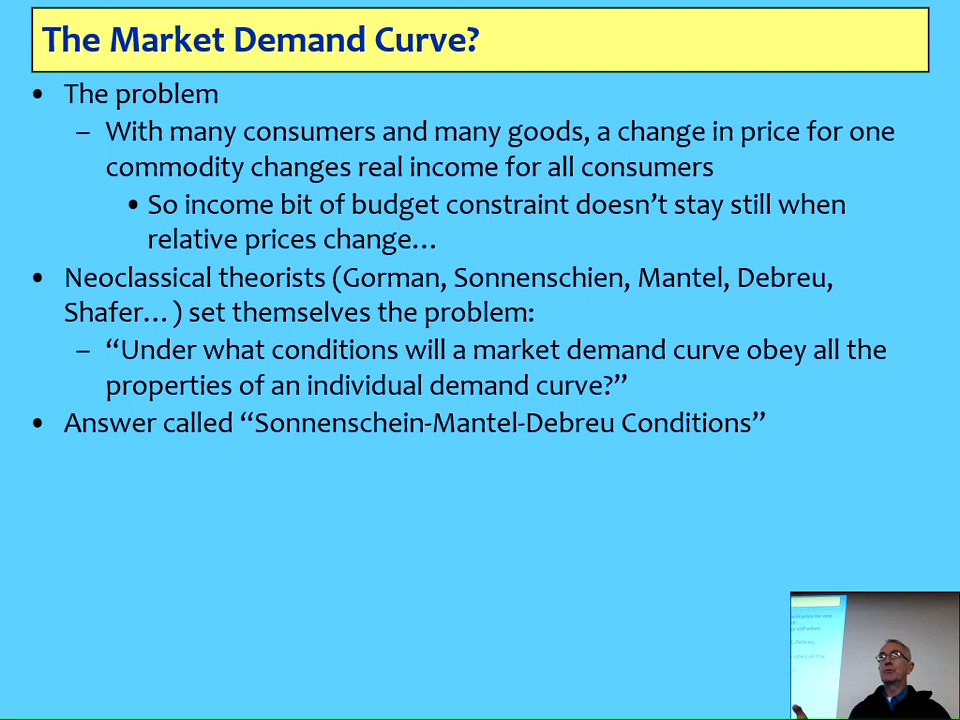 The Market Demand Curve?
• The problem
– With many consumers and many goods, a change in price for one
commodity changes real income for all consumers
• So income bit of budget constraint doesn't stay still when
relative prices change…
• Neoclassical theorists (Gorman, Sonnenschien, Mantel, Debreu,
Shafer…) set themselves the problem:
– "Under what conditions will a market demand curve obey all the
properties of an individual demand curve?"
• Answer called "Sonnenschein-Mantel-Debreu Conditions"